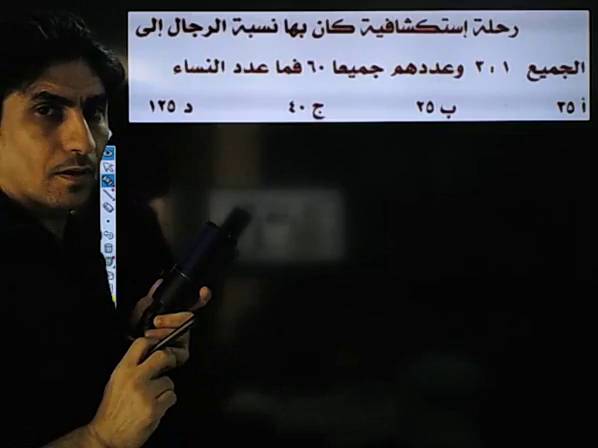 رحلة إستكشافية كان بها نسبة الرجال إلى
الجميع ١ : ٣ وعددهم جميعا ٦٠ فما عدد النساء
أ ٣٥ ب ٢٥ ج ٤٠ د ١٢٥